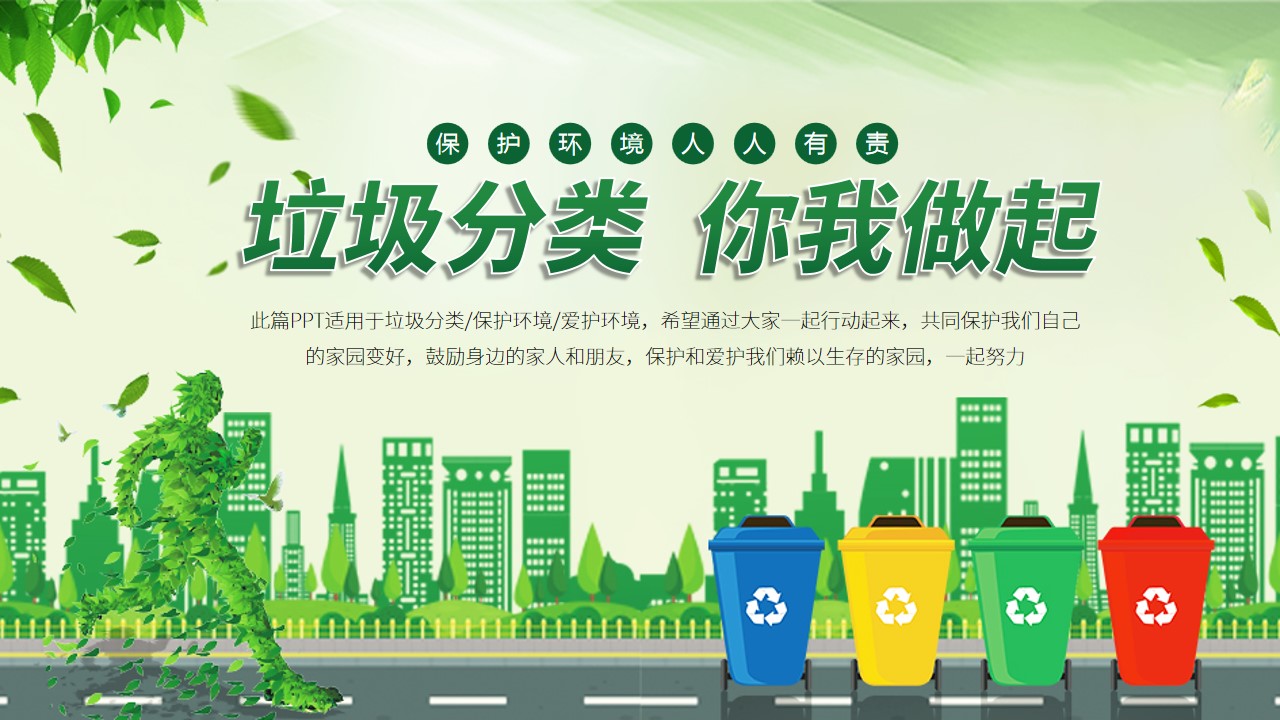 保护环境人人有责
垃圾分类 你我做起
此篇PPT适用于垃圾分类/保护环境/爱护环境，希望通过大家一起行动起来，共同保护我们自己
的家园变好，鼓励身边的家人和朋友，保护和爱护我们赖以生存的家园，一起努力